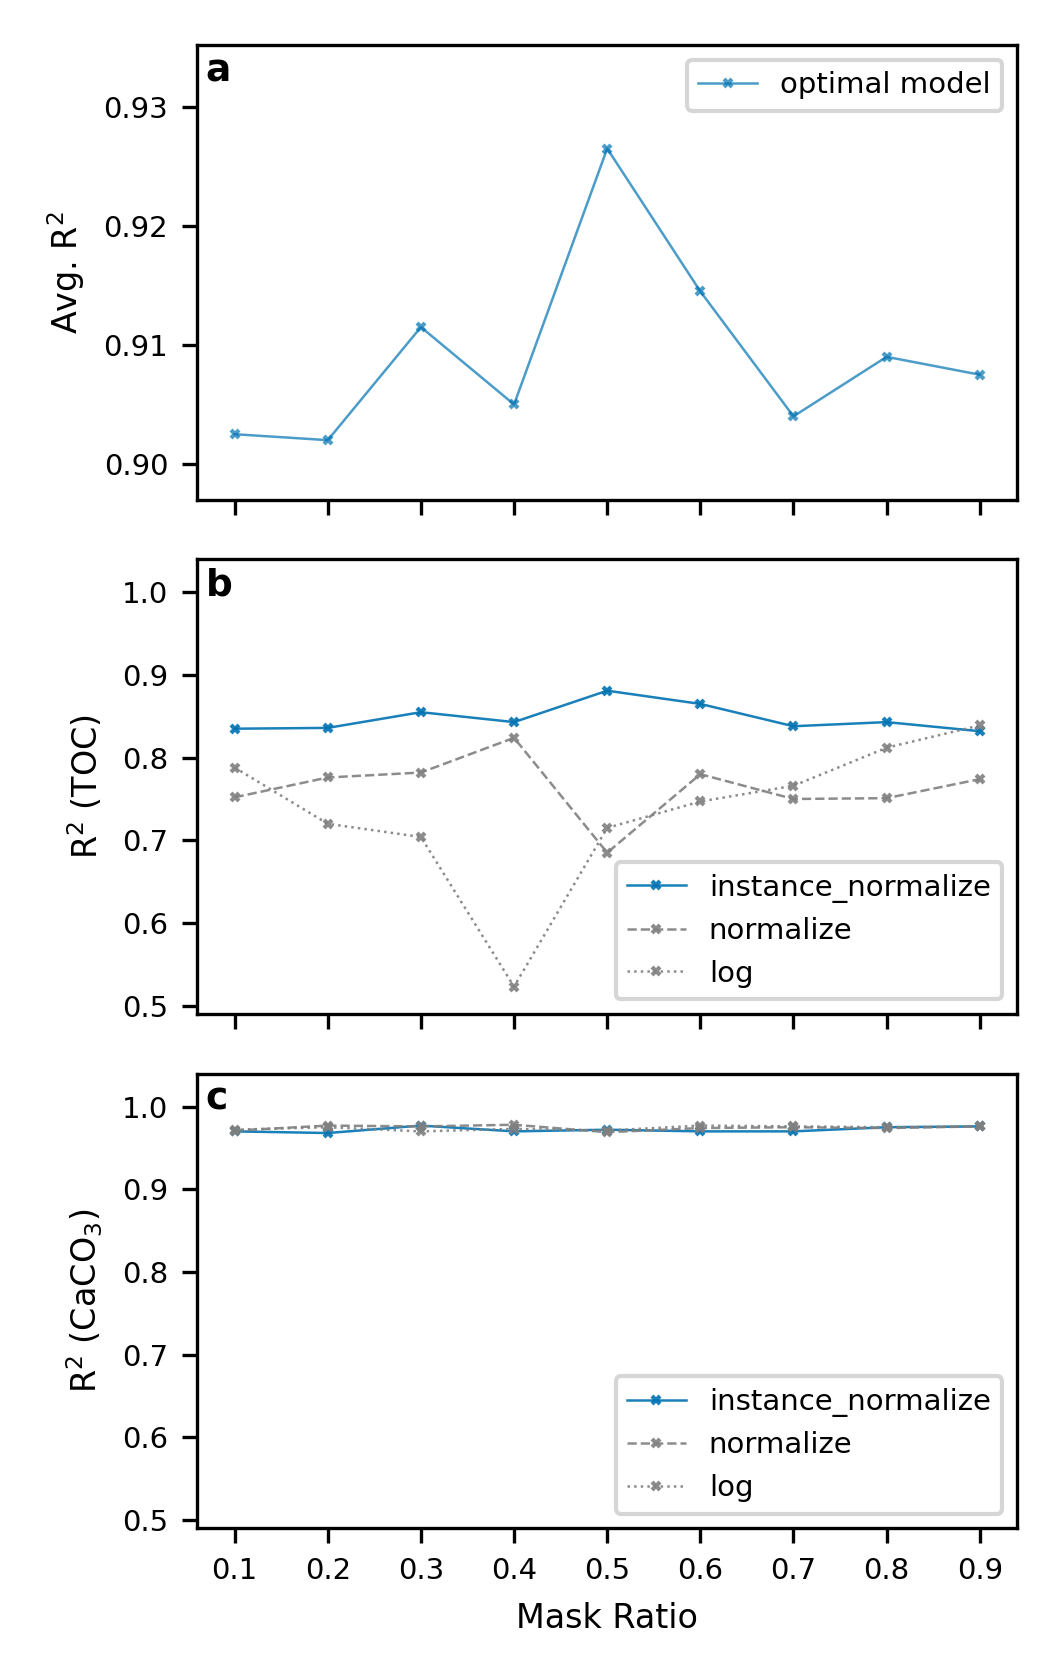 a
optimal model
0.93
0.92
0.91
0.90
Avg. R²
b
1.0
0.9
0.8
0.7
0.6
0.5
R² (TOC)
instance_normalize
normalize
log
c
1.0
0.9
0.8
0.7
0.6
0.5
R² (CaCO₃)
instance_normalize
normalize
log
0.1 0.2 0.3 0.4 0.5 0.6 0.7 0.8 0.9
Mask Ratio